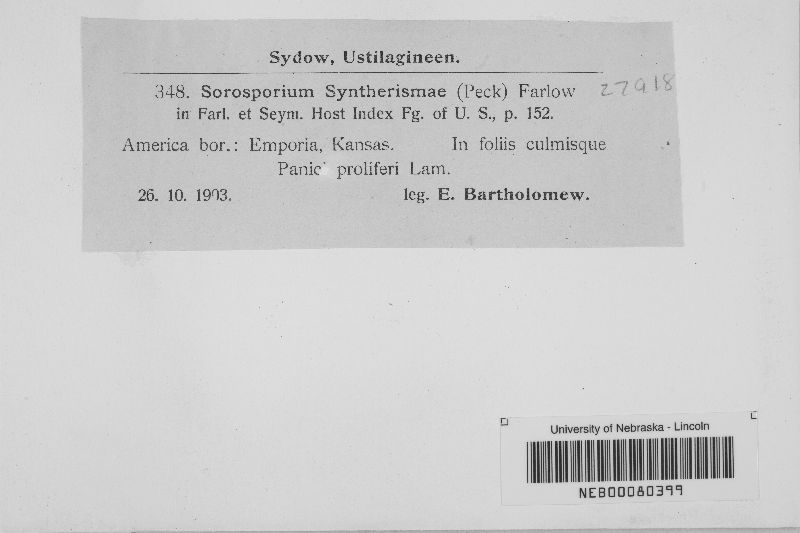 Sydow, Ustilagineen.
348. Sorosporium Syntherismae (Peck) Farlow 27918
in Farl. et Seym. Host Index Fg. of U. S., p. 152.
America bor.: Emporia, Kansas. In foliis culmisque
Panic proliferi Lam.
26. 10. 1903. leg. E. Bartholomew.
University of Nebraska - Lincoln
NEB00080399